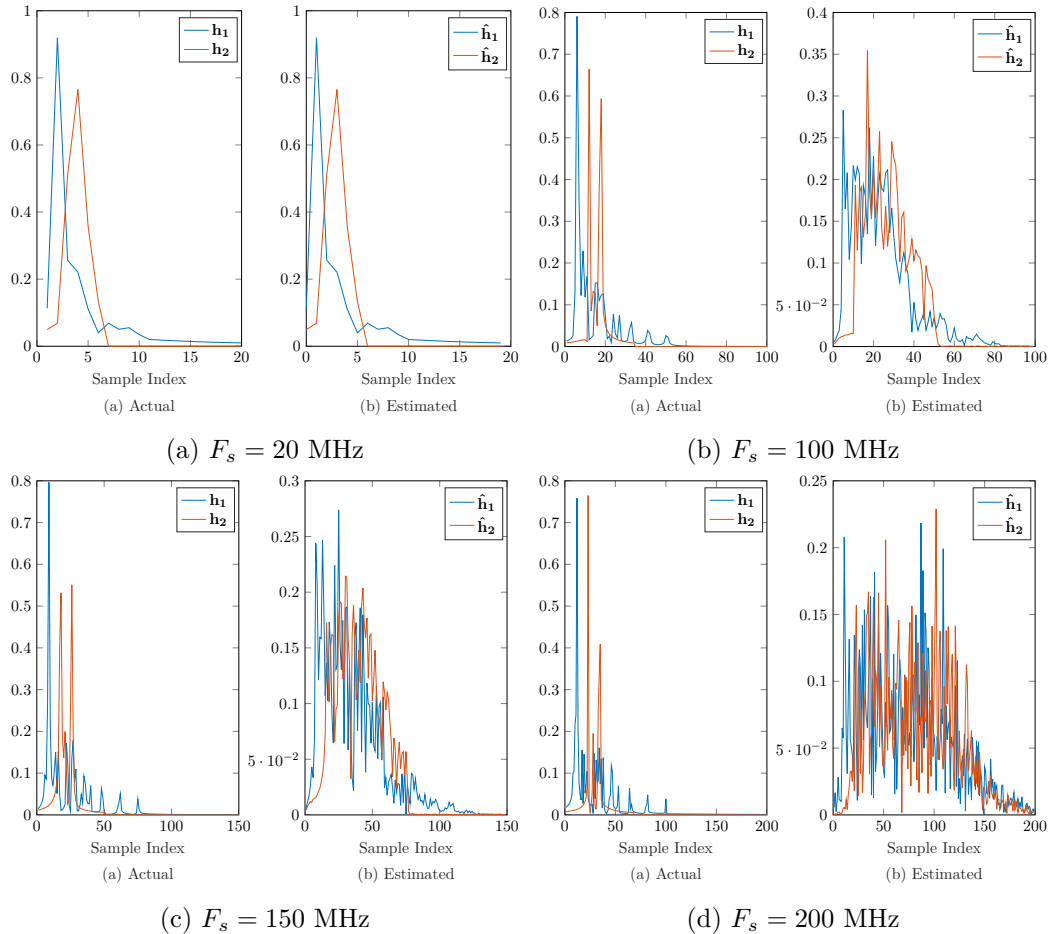 h₁
h₂
0
0.2
0.4
0.6
0.8
1
0 5 10 15 20
Sample Index
(a) Actual
ĥ₁
ĥ₂
0
0.2
0.4
0.6
0.8
1
0 5 10 15 20
Sample Index
(b) Estimated
(a) F_s = 20 MHz
h₁
h₂
0
0.1
0.2
0.3
0.4
0.5
0.6
0.7
0.8
0 20 40 60 80 100
Sample Index
(a) Actual
ĥ₁
ĥ₂
0
5 · 10⁻²
0.1
0.15
0.2
0.25
0.3
0.35
0.4
0 20 40 60 80 100
Sample Index
(b) Estimated
(b) F_s = 100 MHz
h₁
h₂
0
0.1
0.2
0.3
0.4
0.5
0.6
0.7
0.8
0 50 100 150
Sample Index
(a) Actual
ĥ₁
ĥ₂
0
5 · 10⁻²
0.1
0.15
0.2
0.25
0.3
0 50 100 150
Sample Index
(b) Estimated
(c) F_s = 150 MHz
h₁
h₂
0
0.1
0.2
0.3
0.4
0.5
0.6
0.7
0.8
0 50 100 150 200
Sample Index
(a) Actual
ĥ₁
ĥ₂
0
5 · 10⁻²
0.1
0.15
0.2
0.25
0 50 100 150 200
Sample Index
(b) Estimated
(d) F_s = 200 MHz